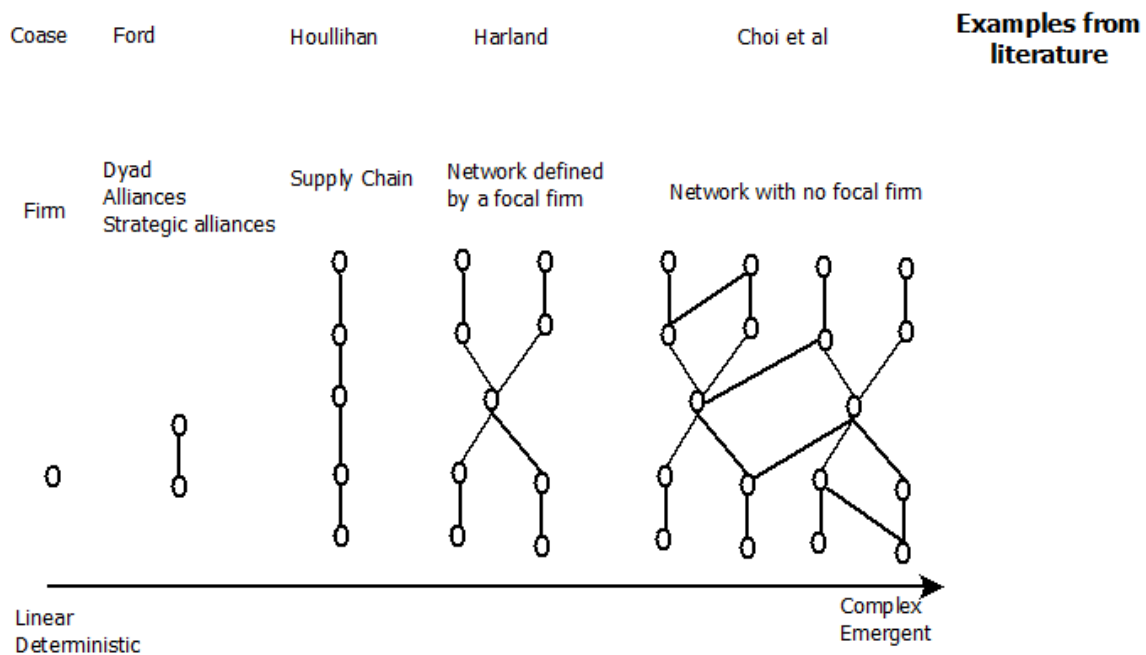 Coase
Ford
Houllihan
Harland
Choi et al
Examples from
literature
Firm
Dyad
Alliances
Strategic alliances
Supply Chain
Network defined
by a focal firm
Network with no focal firm
Linear
Deterministic
Complex
Emergent